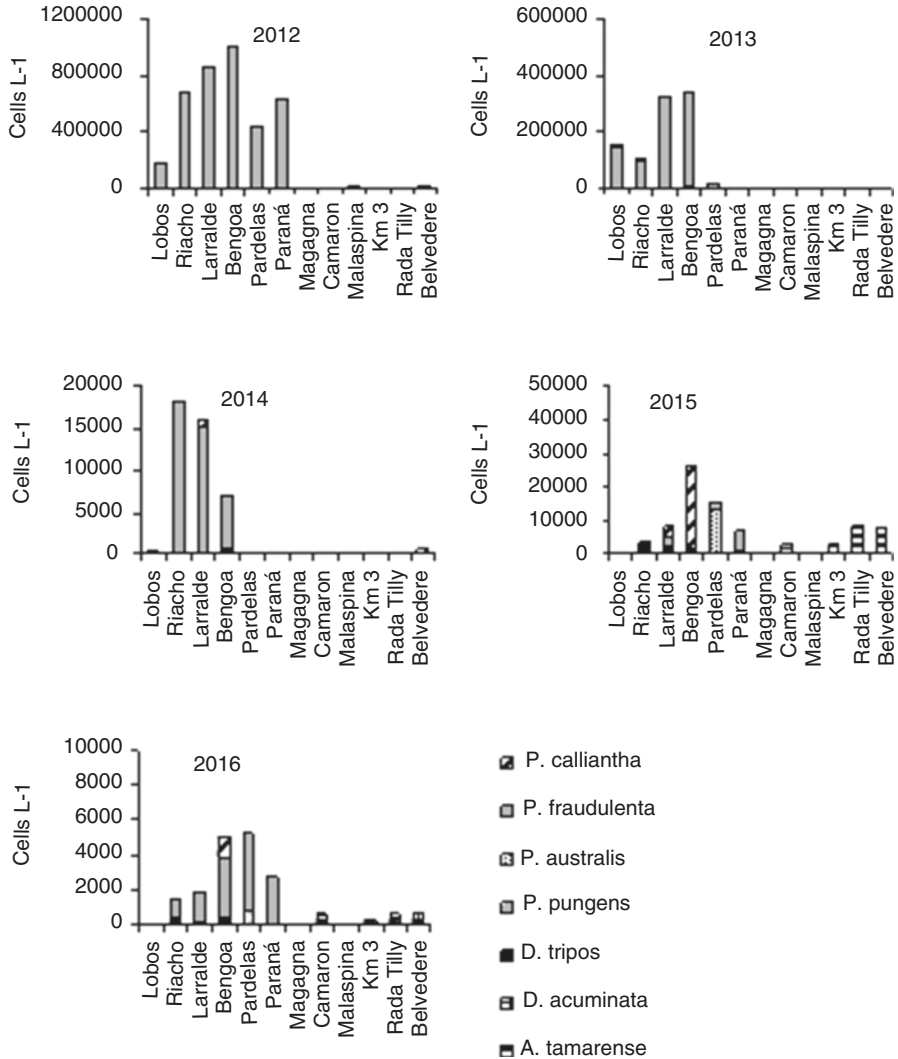 2012
Cells L-1
1200000
800000
400000
0
Lobos
Riacho
Larralde
Bengoa
Pardelas
Paraná
Magagna
Camaron
Malaspina
Km 3
Rada Tilly
Belvedere
2013
Cells L-1
600000
400000
200000
0
Lobos
Riacho
Larralde
Bengoa
Pardelas
Paraná
Magagna
Camaron
Malaspina
Km 3
Rada Tilly
Belvedere
2014
Cells L-1
20000
15000
10000
5000
0
Lobos
Riacho
Larralde
Bengoa
Pardelas
Paraná
Magagna
Camaron
Malaspina
Km 3
Rada Tilly
Belvedere
2015
Cells L-1
50000
40000
30000
20000
10000
0
Lobos
Riacho
Larralde
Bengoa
Pardelas
Paraná
Magagna
Camaron
Malaspina
Km 3
Rada Tilly
Belvedere
2016
Cells L-1
10000
8000
6000
4000
2000
0
Lobos
Riacho
Larralde
Bengoa
Pardelas
Paraná
Magagna
Camaron
Malaspina
Km 3
Rada Tilly
Belvedere
P. calliantha
P. fraudulenta
P. australis
P. pungens
D. tripos
D. acuminata
A. tamarense